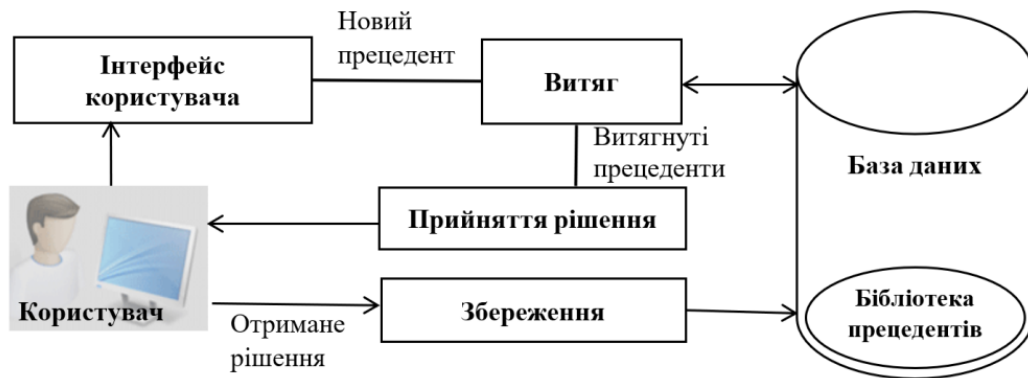 Новий
прецедент
Інтерфейс
користувача
Витяг
Витягнуті
прецеденти
База даних
Прийняття рішення
Користувач
Отримане
рішення
Збереження
Бібліотека
прецедентів